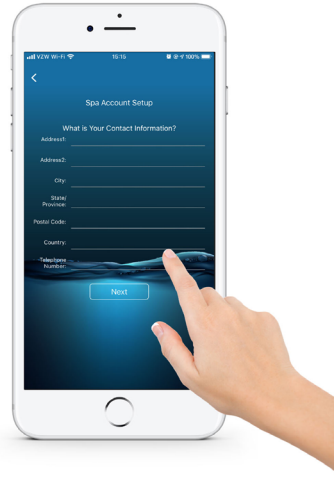 VZW Wi-Fi 15:15 100%
Spa Account Setup
What is Your Contact Information?
Address1:
Address2:
City:
State/
Province:
Postal Code:
Country:
Telephone
Number:
Next